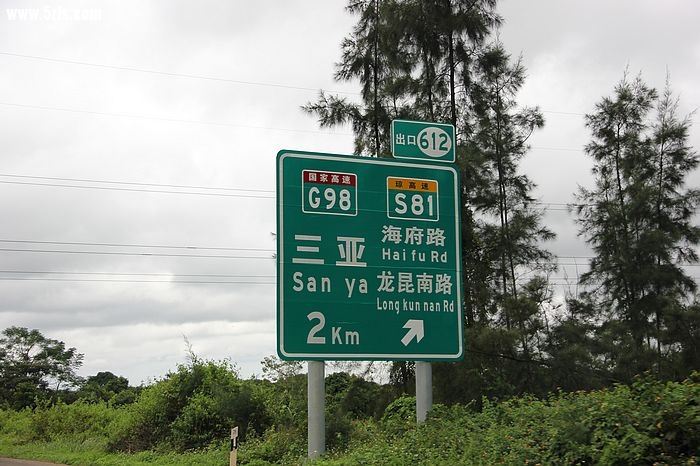 www.5tfs.com
出口 612
国家高速
G98
琼高速
S81
三亚
San ya
2 Km
海府路
Hai fu Rd
龙昆南路
Long kun nan Rd